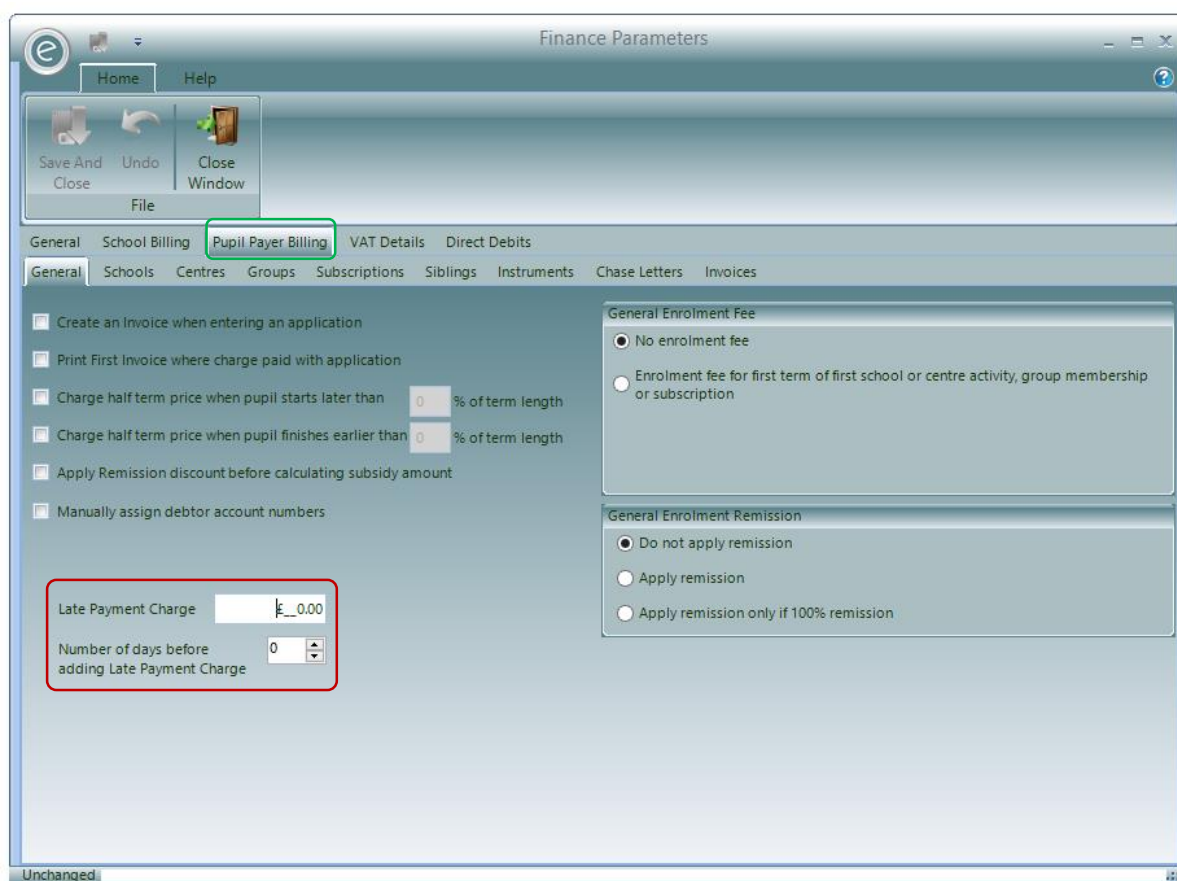 Finance Parameters
Home Help
Save And Close
Undo
Close Window
File
General School Billing Pupil Payer Billing VAT Details Direct Debits
General Schools Centres Groups Subscriptions Siblings Instruments Chase Letters Invoices
Create an Invoice when entering an application
Print First Invoice where charge paid with application
Charge half term price when pupil starts later than 0 % of term length
Charge half term price when pupil finishes earlier than 0 % of term length
Apply Remission discount before calculating subsidy amount
Manually assign debtor account numbers
Late Payment Charge £__0.00
Number of days before 0
adding Late Payment Charge
General Enrolment Fee
No enrolment fee
Enrolment fee for first term of first school or centre activity, group membership
or subscription
General Enrolment Remission
Do not apply remission
Apply remission
Apply remission only if 100% remission
Unchanged